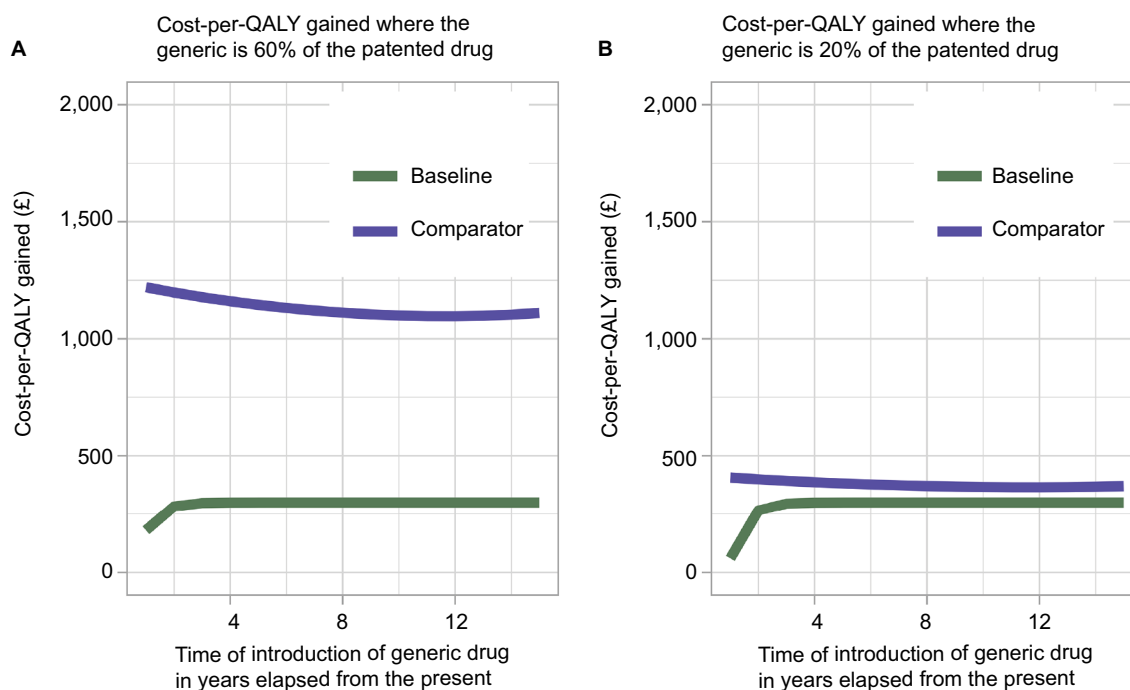 A
Cost-per-QALY gained where the
generic is 60% of the patented drug
2,000
1,500
1,000
500
0
Cost-per-QALY gained (£)
Baseline
Comparator
4 8 12
Time of introduction of generic drug
in years elapsed from the present
B
Cost-per-QALY gained where the
generic is 20% of the patented drug
2,000
1,500
1,000
500
0
Cost-per-QALY gained (£)
Baseline
Comparator
4 8 12
Time of introduction of generic drug
in years elapsed from the present